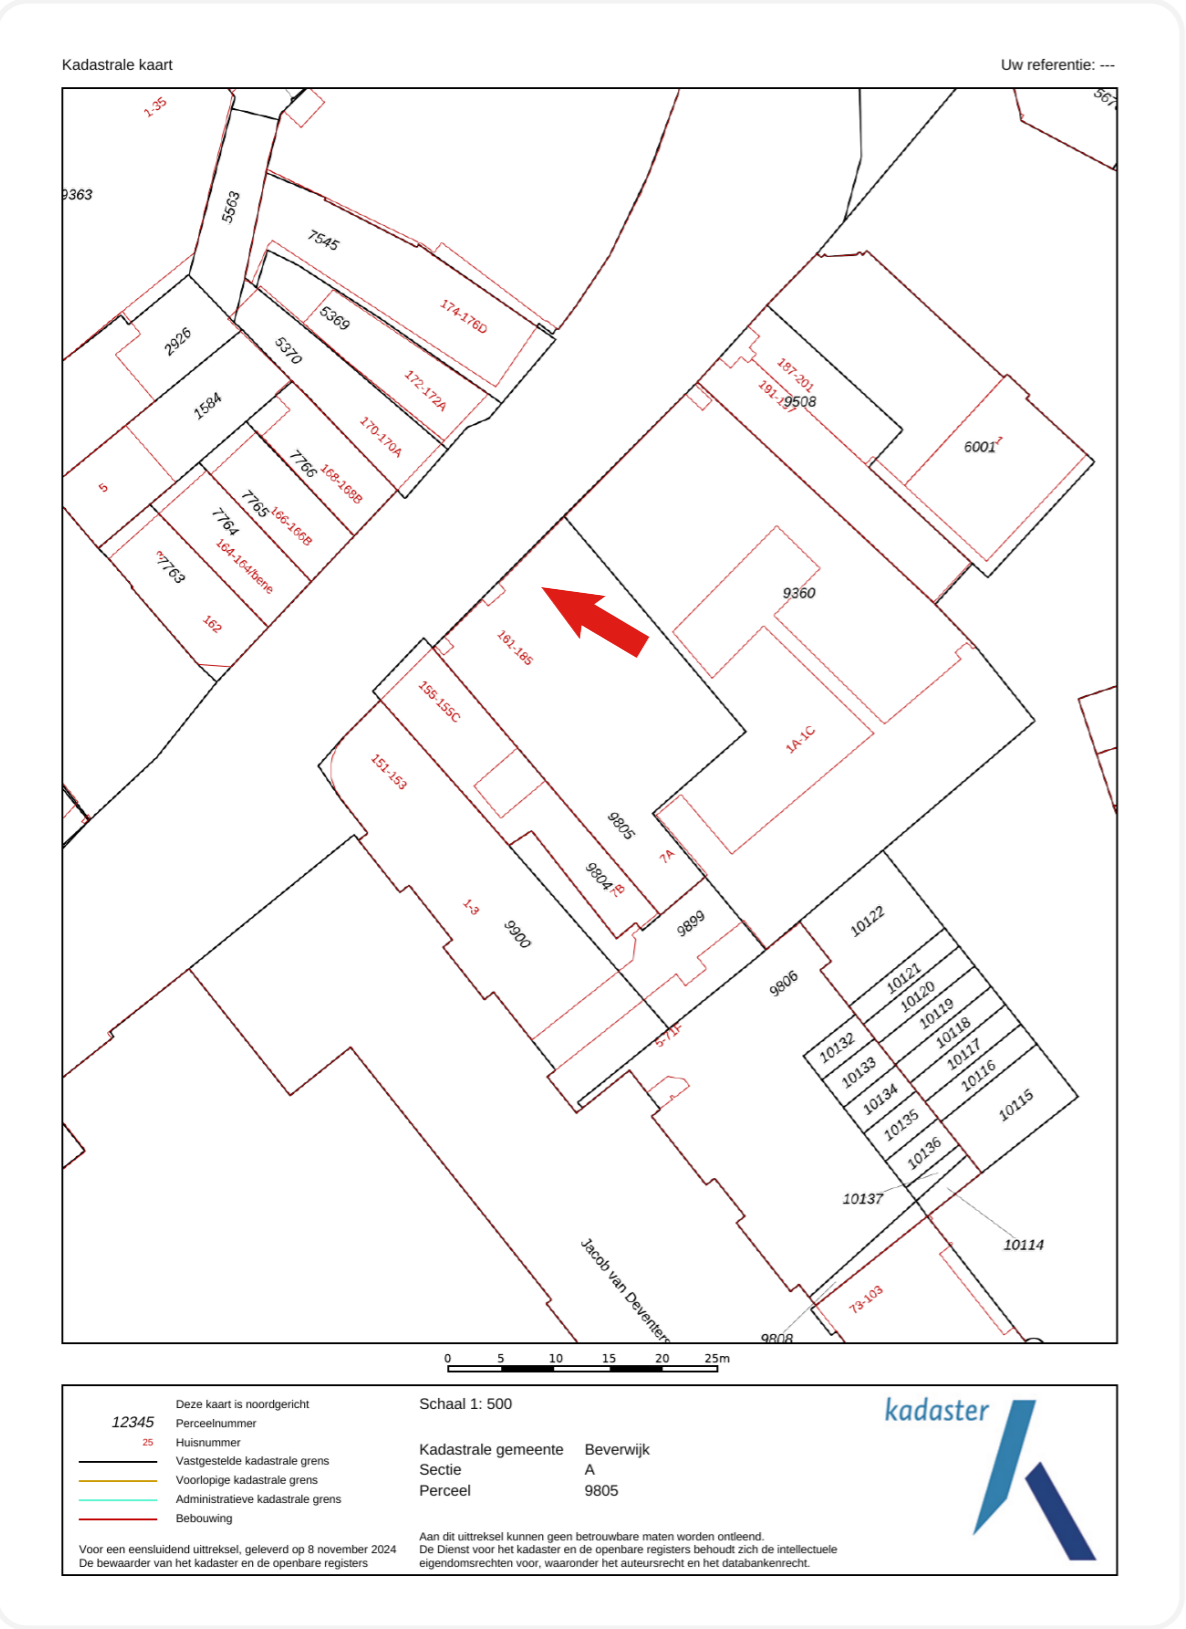 Kadastrale kaart
Uw referentie: ---
1-35
9363
5563
7545
174-176D
5369
5370
172-172A
170-170A
2926
1584
5
7766
168-168B
7765
166-166B
7764
164-164/bene
7763
162
187-201
9508
6001
1
9360
161-185
155-155C
151-153
1A-1C
9805
7A
9804
9899
1-3
9900
10122
9806
10121
10120
10119
10118
10117
10116
10115
10132
10133
10134
10135
10136
10137
10114
73-103
9808
Jacob van Deventers
0 5 10 15 20 25m
Deze kaart is noordgericht
12345 Perceelnummer
25 Huisnummer
Vastgestelde kadastrale grens
Voorlopige kadastrale grens
Administratieve kadastrale grens
Bebouwing
Voor een eensluidend uittreksel, geleverd op 8 november 2024
De bewaarder van het kadaster en de openbare registers
Schaal 1: 500
Kadastrale gemeente Beverwijk
Sectie A
Perceel 9805
Aan dit uittreksel kunnen geen betrouwbare maten worden ontleend.
De Dienst voor het kadaster en de openbare registers behoudt zich de intellectuele
eigendomsrechten voor, waaronder het auteursrecht en het databankenrecht.
kadaster